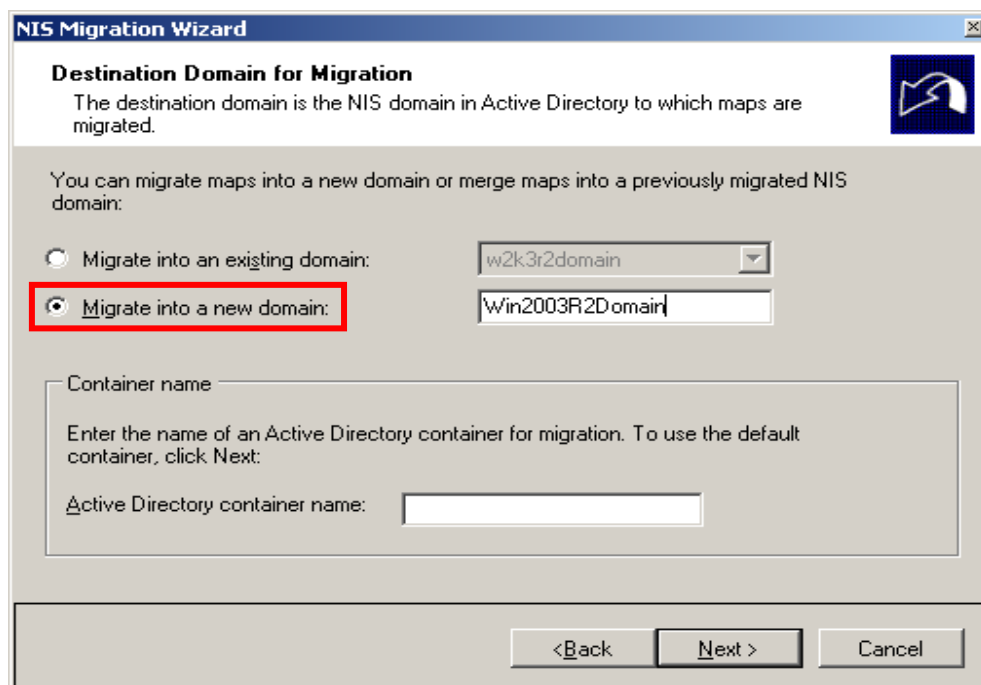 NIS Migration Wizard
Destination Domain for Migration
The destination domain is the NIS domain in Active Directory to which maps are
migrated.
You can migrate maps into a new domain or merge maps into a previously migrated NIS
domain:
Migrate into an existing domain: w2k3r2domain
Migrate into a new domain: Win2003R2Domain
Container name
Enter the name of an Active Directory container for migration. To use the default
container, click Next:
Active Directory container name:
<Back Next > Cancel